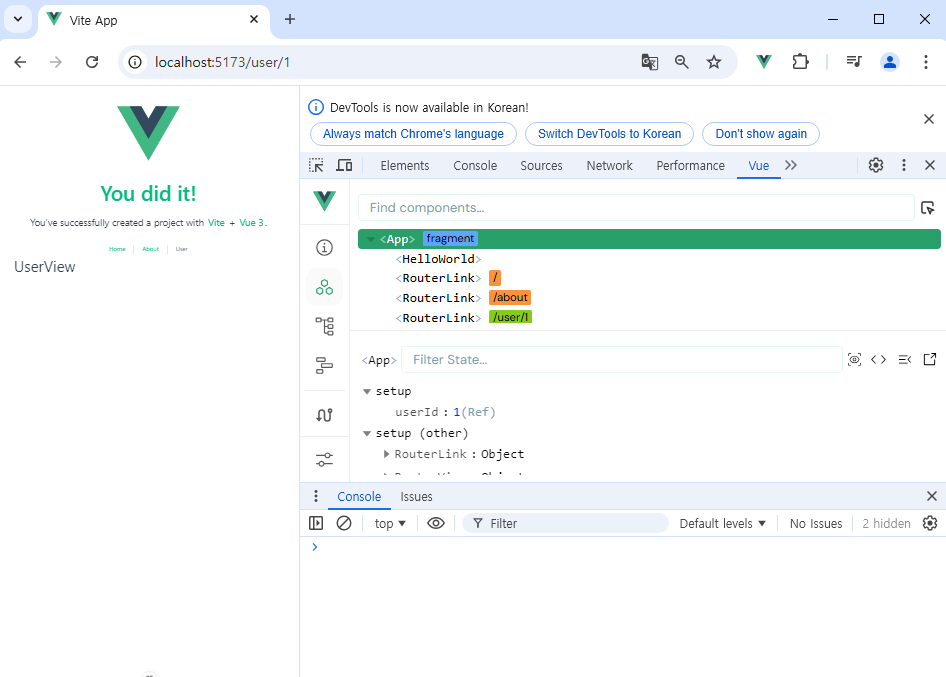 Vite App
localhost:5173/user/1
You did it!
You've successfully created a project with Vite + Vue 3.
Home About User
UserView
DevTools is now available in Korean!
Always match Chrome's language Switch DevTools to Korean Don't show again
Elements Console Sources Network Performance Vue
Find components...
<App> fragment
<HelloWorld>
<RouterLink> /
<RouterLink> /about
<RouterLink> /user/1
<App> Filter State...
setup
userId : 1(Ref)
setup (other)
RouterLink : Object
Console Issues
top Filter Default levels No Issues 2 hidden